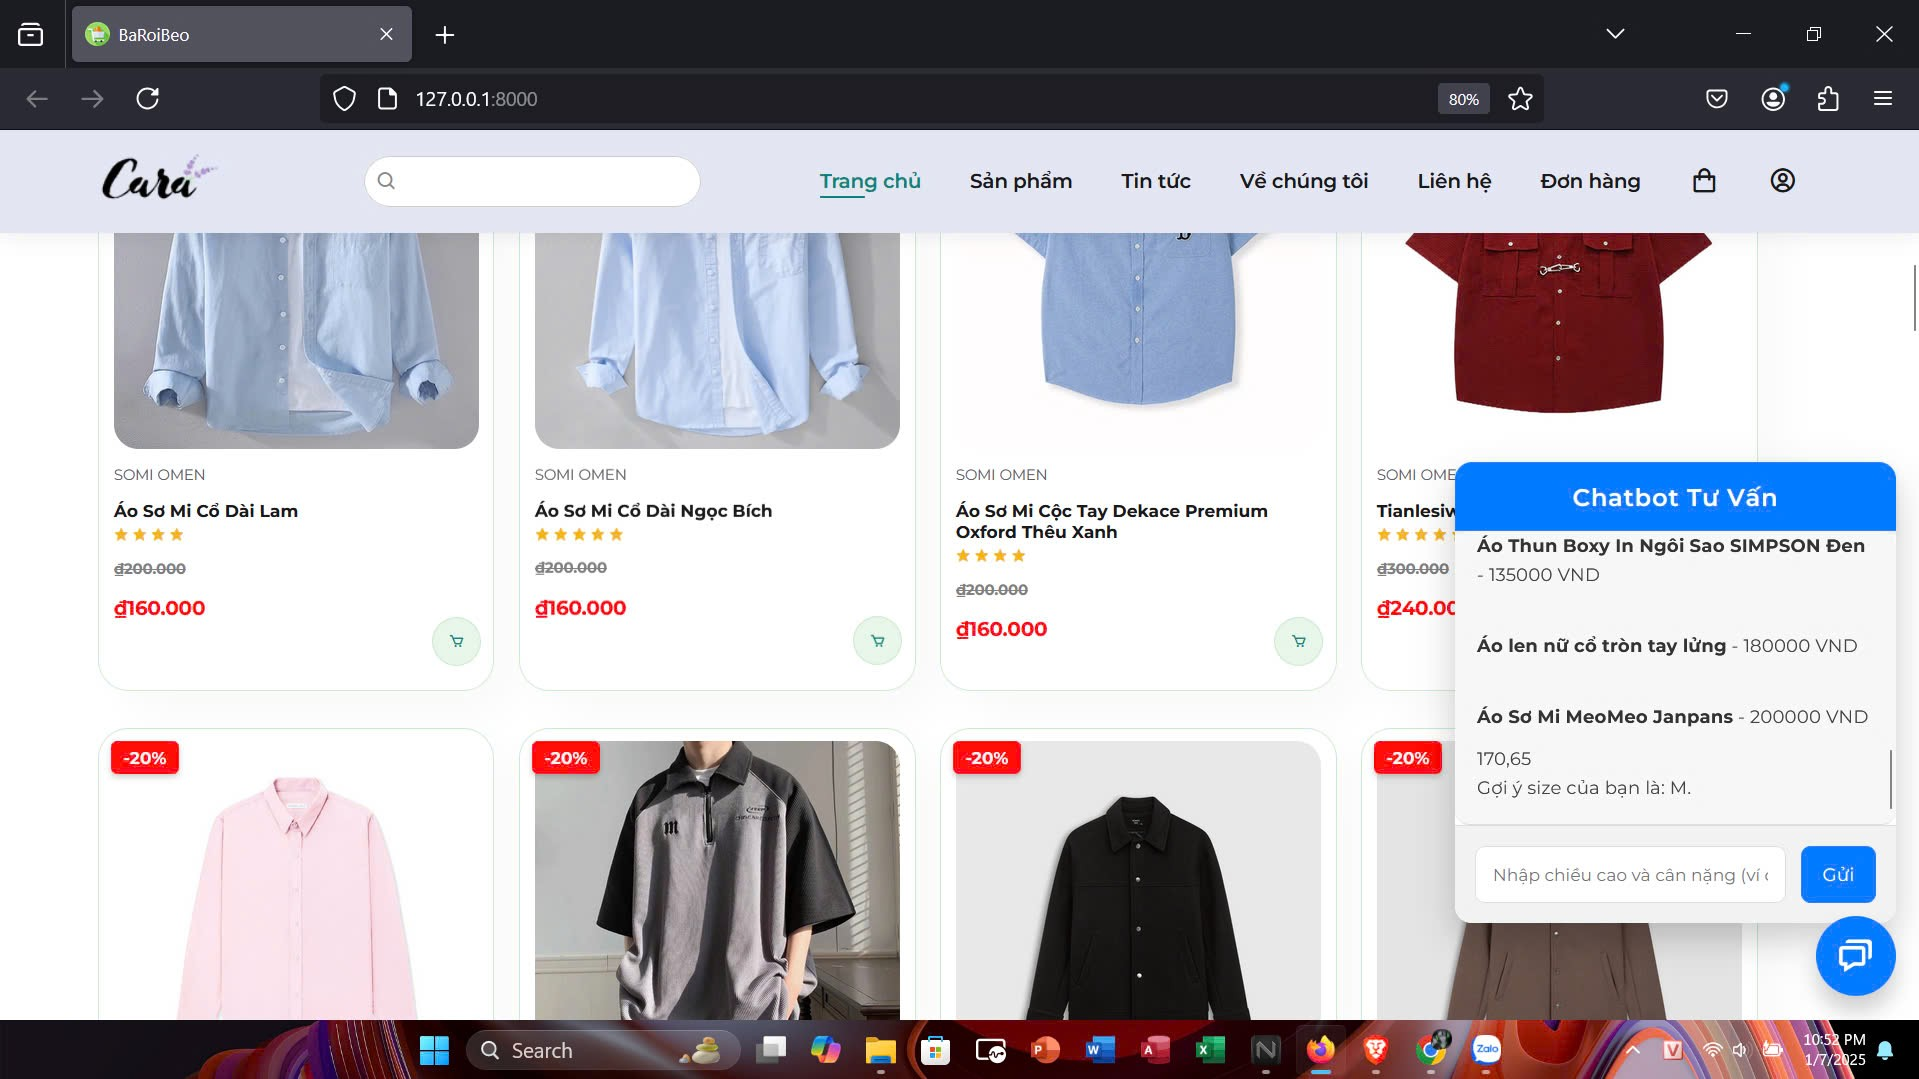 BaRoiBeo
127.0.0.1:8000
80%
Cara
Trang chủ
Sản phẩm
Tin tức
Về chúng tôi
Liên hệ
Đơn hàng
SOMI OMEN
Áo Sơ Mi Cổ Dài Lam
₫200.000
₫160.000
SOMI OMEN
Áo Sơ Mi Cổ Dài Ngọc Bích
₫200.000
₫160.000
SOMI OMEN
Áo Sơ Mi Cộc Tay Dekace Premium
Oxford Thêu Xanh
₫200.000
₫160.000
SOMI OME
Tianlesiw
₫300.000
₫240.00
-20%
-20%
-20%
-20%
Chatbot Tư Vấn
Áo Thun Boxy In Ngôi Sao SIMPSON Đen
- 135000 VND
Áo len nữ cổ tròn tay lửng - 180000 VND
Áo Sơ Mi MeoMeo Janpans - 200000 VND
170,65
Gợi ý size của bạn là: M.
Nhập chiều cao và cân nặng (ví
Gửi
Search
Zalo
10:52 PM
1/7/2025